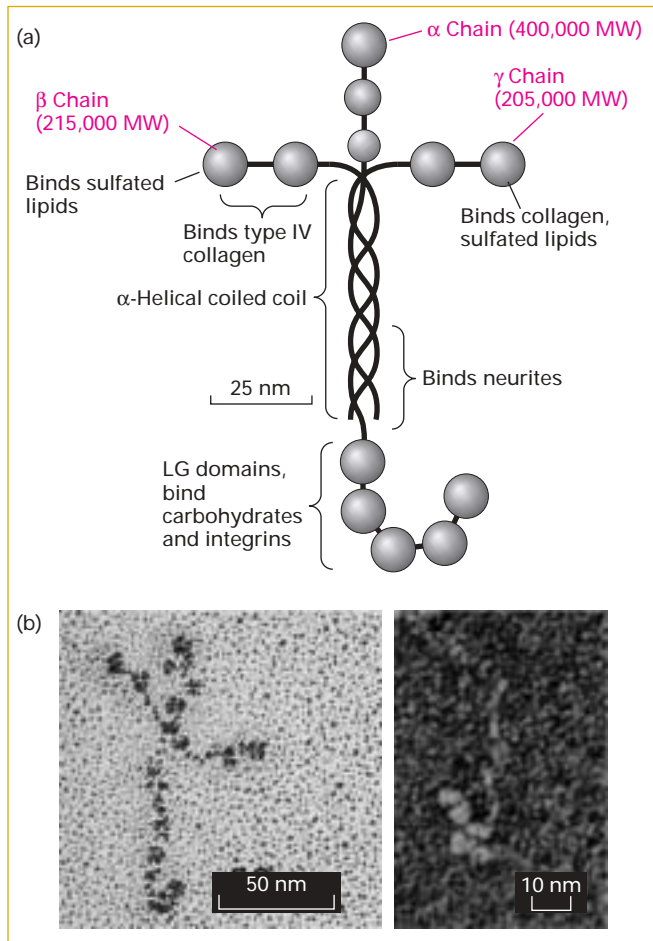 (a)
α Chain (400,000 MW)
β Chain
(215,000 MW)
γ Chain
(205,000 MW)
Binds sulfated
lipids
Binds type IV
collagen
Binds collagen,
sulfated lipids
α-Helical coiled coil
25 nm
Binds neurites
LG domains,
bind
carbohydrates
and integrins
(b)
50 nm
10 nm